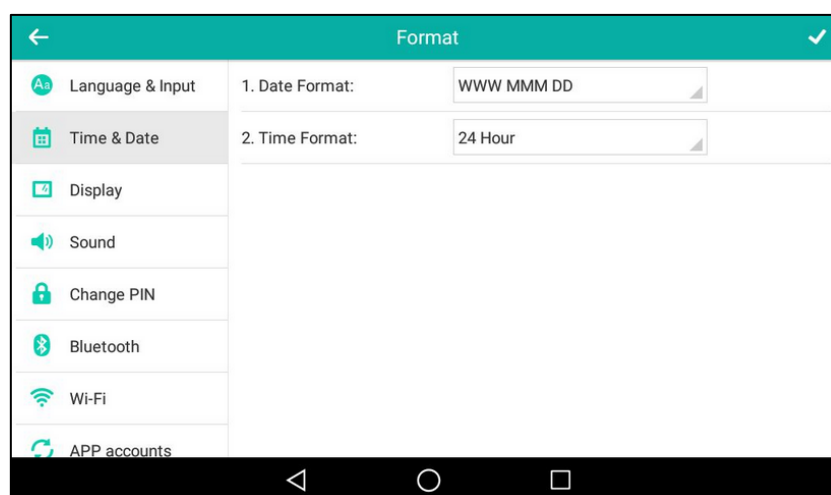 Format
Aa Language & Input
Time & Date
Display
Sound
Change PIN
Bluetooth
Wi-Fi
APP accounts
1. Date Format: WWW MMM DD
2. Time Format: 24 Hour